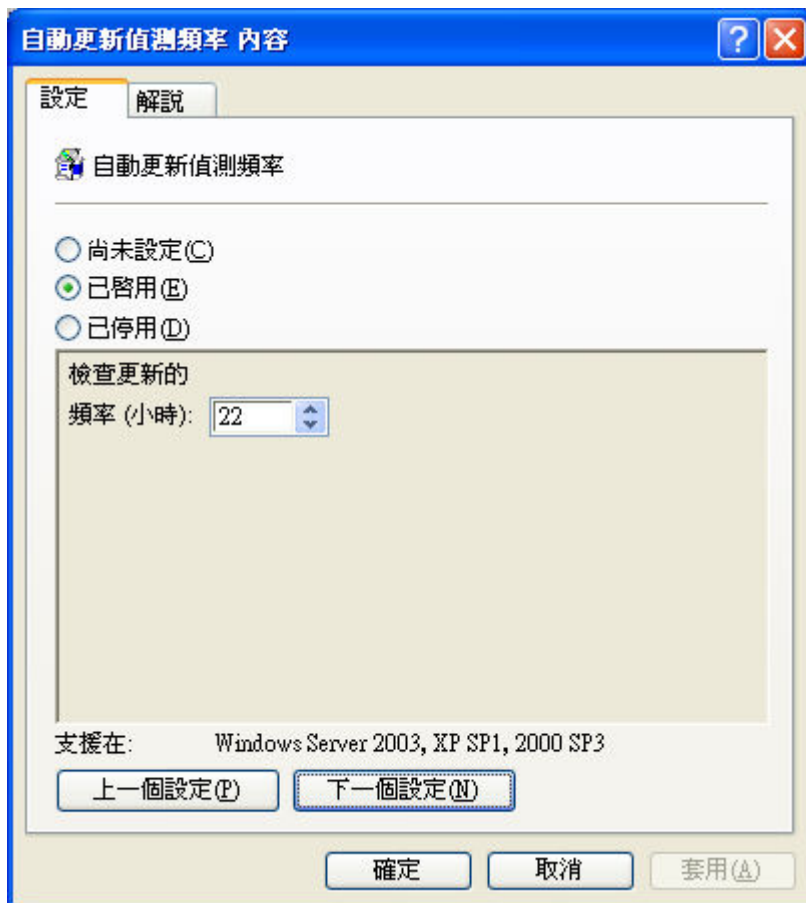 自動更新偵測頻率 內容
設定
解說
自動更新偵測頻率
尚未設定(C)
已啓用(E)
已停用(D)
檢查更新的
頻率 (小時): 22
支援在: Windows Server 2003, XP SP1, 2000 SP3
上一個設定(P) 下一個設定(N)
確定 取消 套用(A)